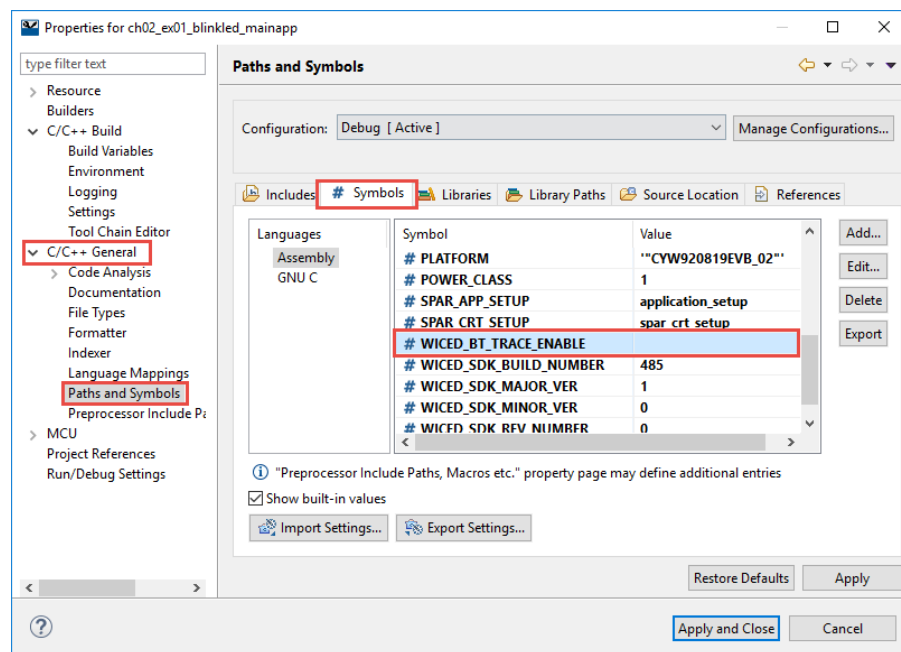 Properties for ch02_ex01_blinkled_mainapp
type filter text
Resource
Builders
C/C++ Build
Build Variables
Environment
Logging
Settings
Tool Chain Editor
C/C++ General
Code Analysis
Documentation
File Types
Formatter
Indexer
Language Mappings
Paths and Symbols
Preprocessor Include Pa
MCU
Project References
Run/Debug Settings
Paths and Symbols
Configuration: Debug [ Active ] Manage Configurations...
Includes # Symbols Libraries Library Paths Source Location References
Languages
Assembly
GNU C
Symbol Value
# PLATFORM '"CYW920819EVB_02"'
# POWER_CLASS 1
# SPAR_APP_SETUP application_setup
# SPAR_CRT_SETUP spar_crt_setup
# WICED_BT_TRACE_ENABLE
# WICED_SDK_BUILD_NUMBER 485
# WICED_SDK_MAJOR_VER 1
# WICED_SDK_MINOR_VER 0
# WICED_SDK_REV_NUMBER 0
Add...
Edit...
Delete
Export
"Preprocessor Include Paths, Macros etc." property page may define additional entries
Show built-in values
Import Settings... Export Settings...
Restore Defaults Apply
? Apply and Close Cancel